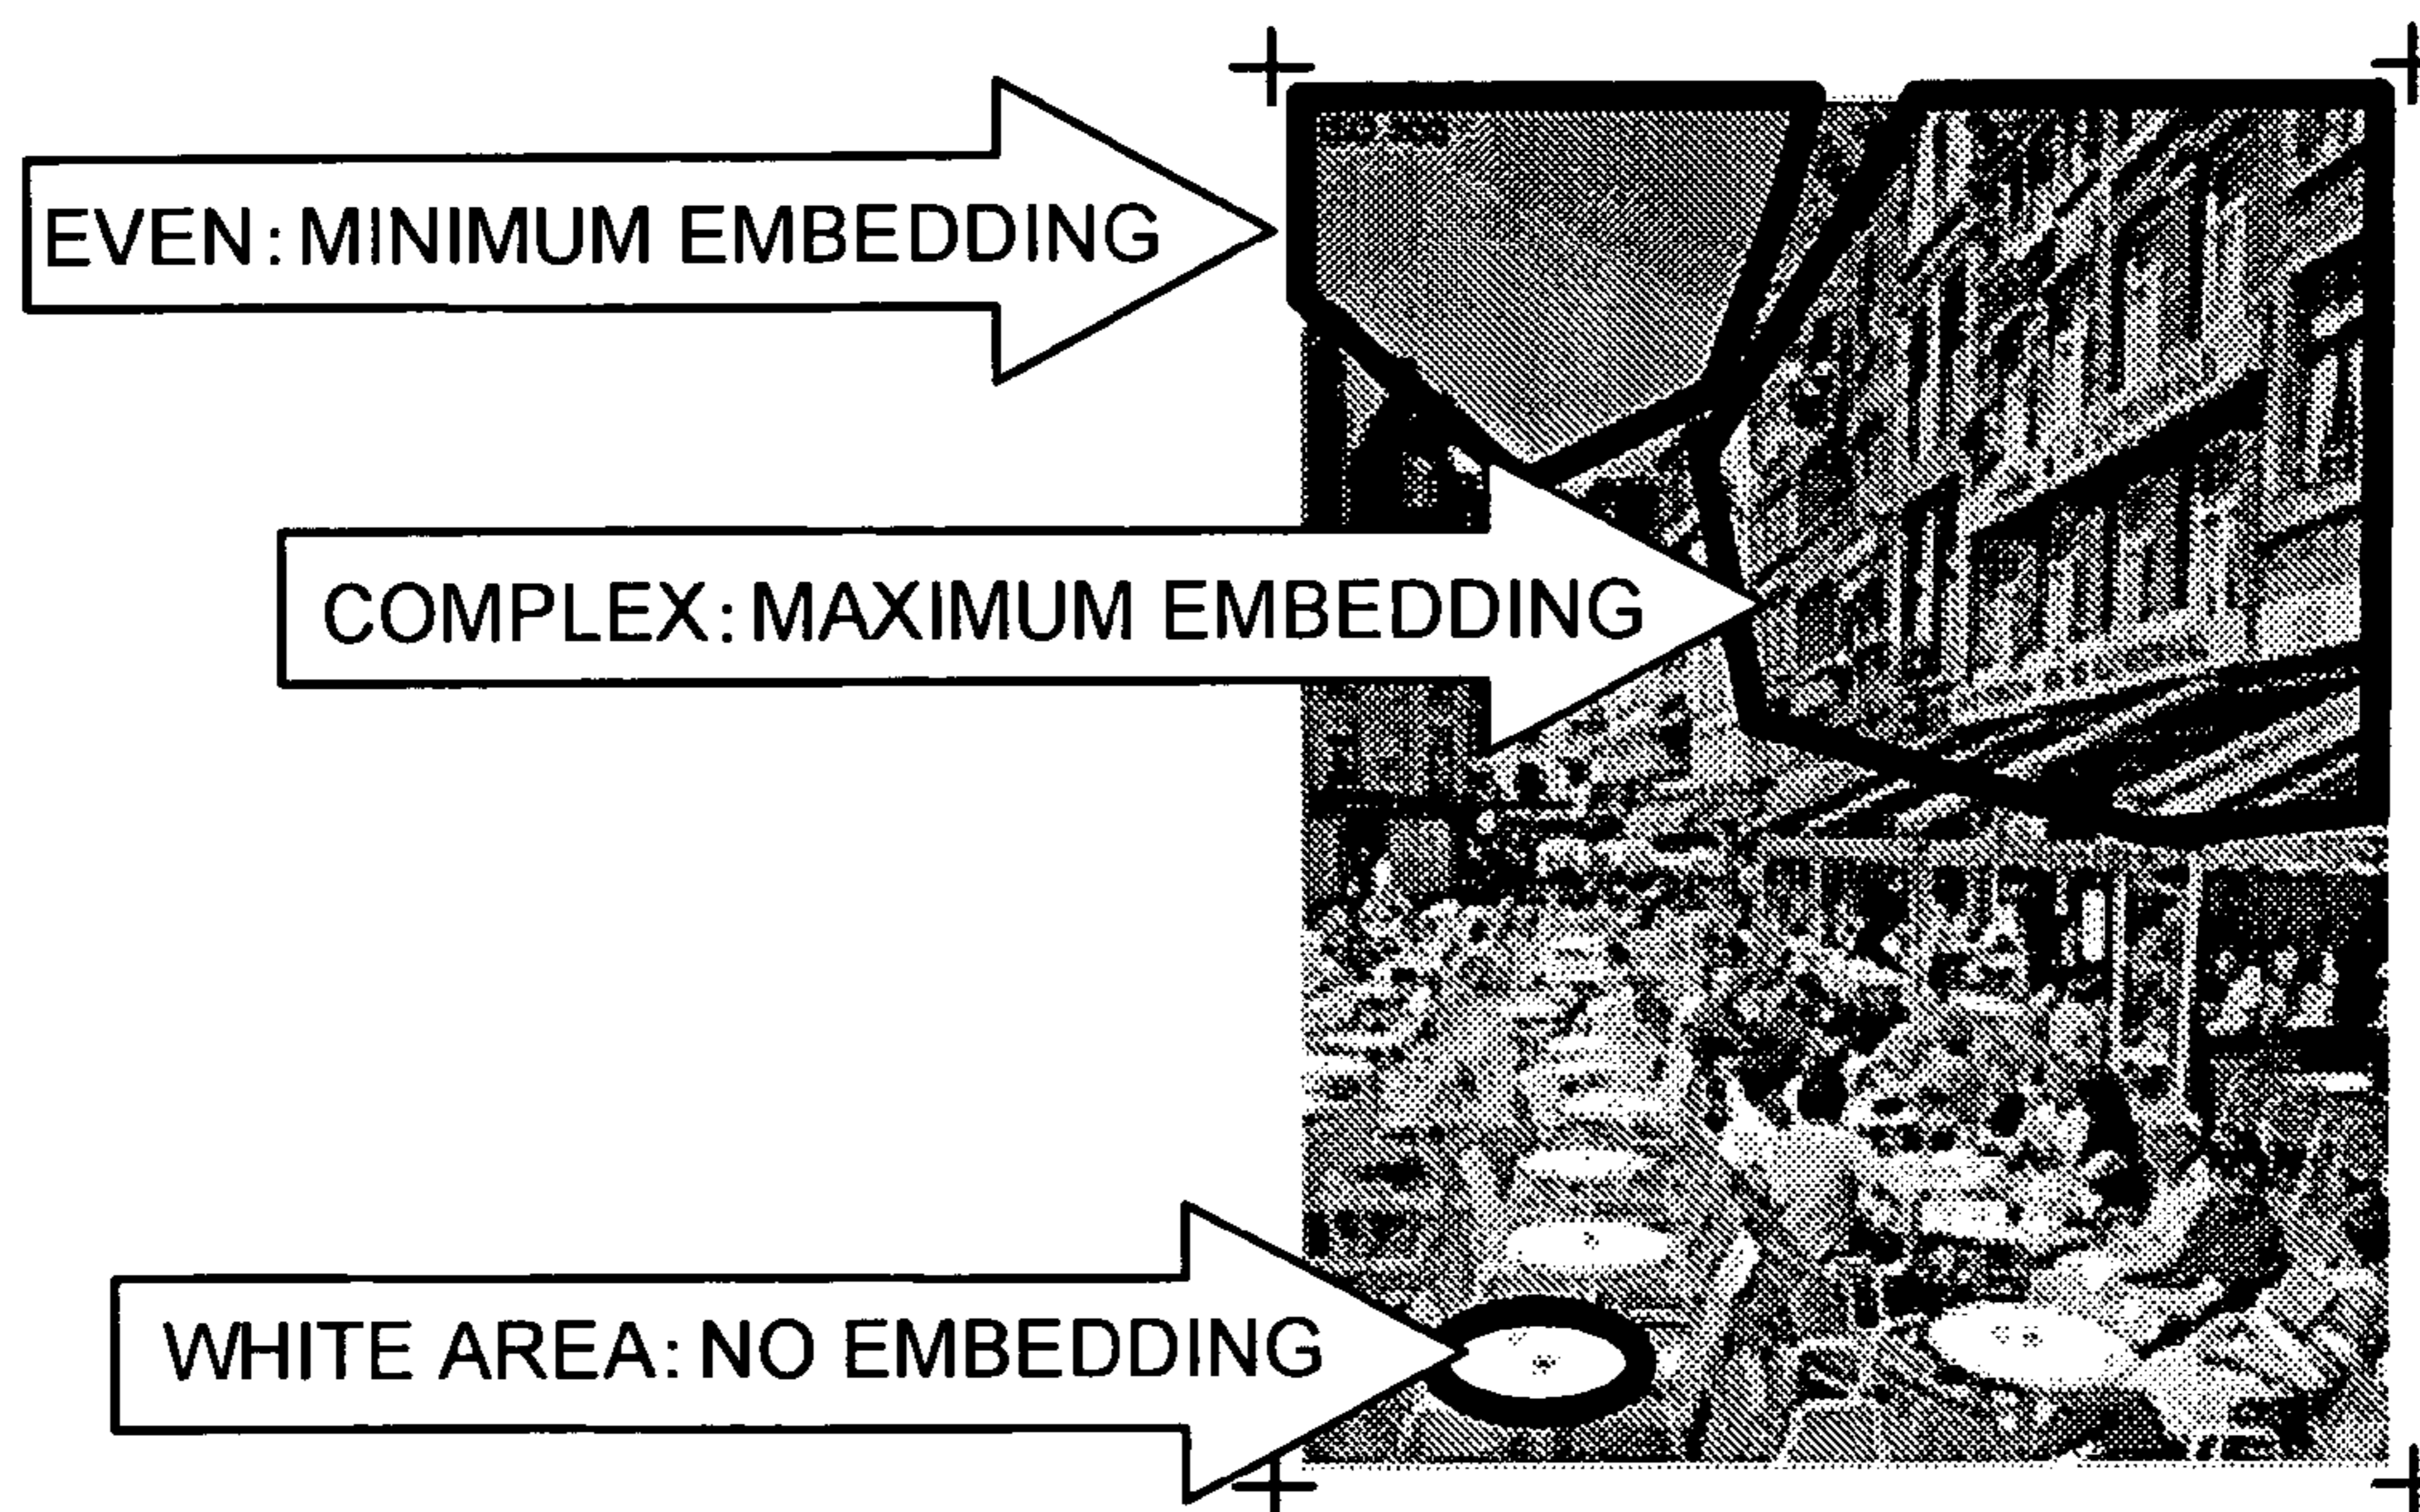 EVEN: MINIMUM EMBEDDING
COMPLEX: MAXIMUM EMBEDDING
WHITE AREA: NO EMBEDDING